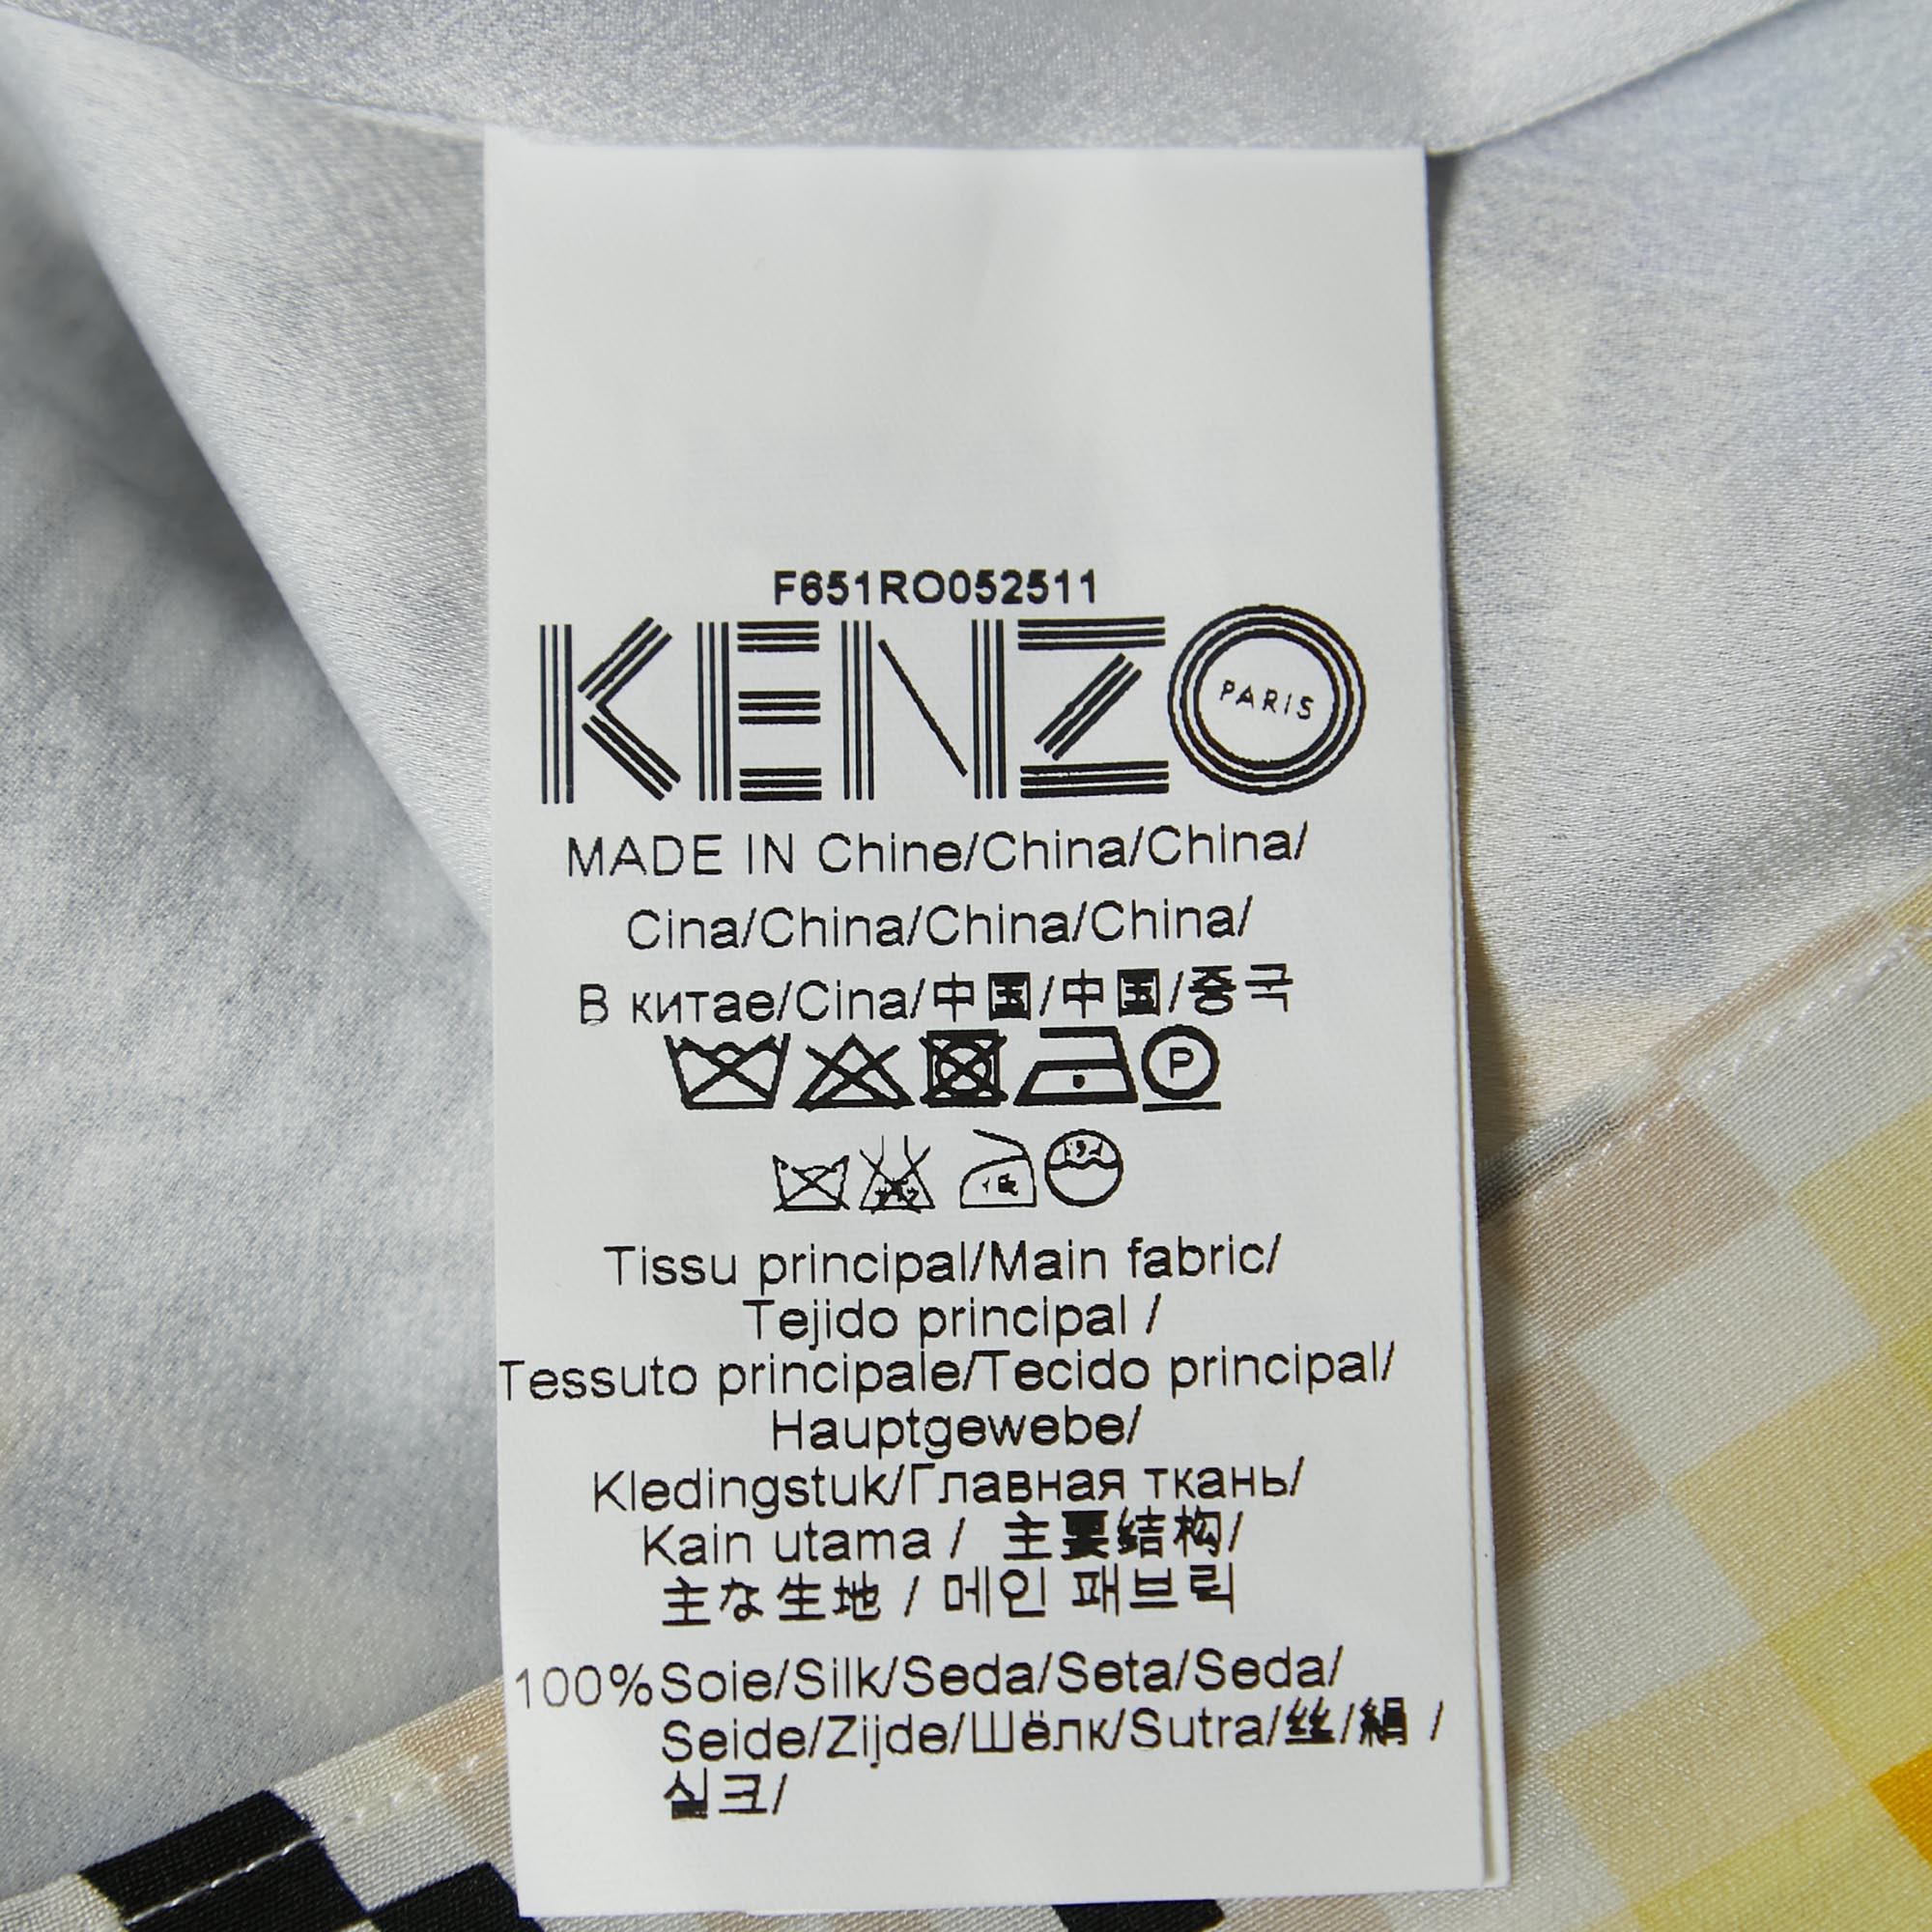 F651RO052511
KENZO
PARIS
MADE IN Chine/China/China/
Cina/China/China/China/
В китае/Cina/中国/中国/중국
P
Tissu principal/Main fabric/
Tejido principal /
Tessuto principale/Tecido principal/
Hauptgewebe/
Kledingstuk/Главная ткань/
Kain utama / 主要结构/
主な生地 / 메인 패브릭
100%Soie/Silk/Seda/Seta/Seda/
Seide/Zijde/Шёлк/Sutra/丝/絹 /
실크/